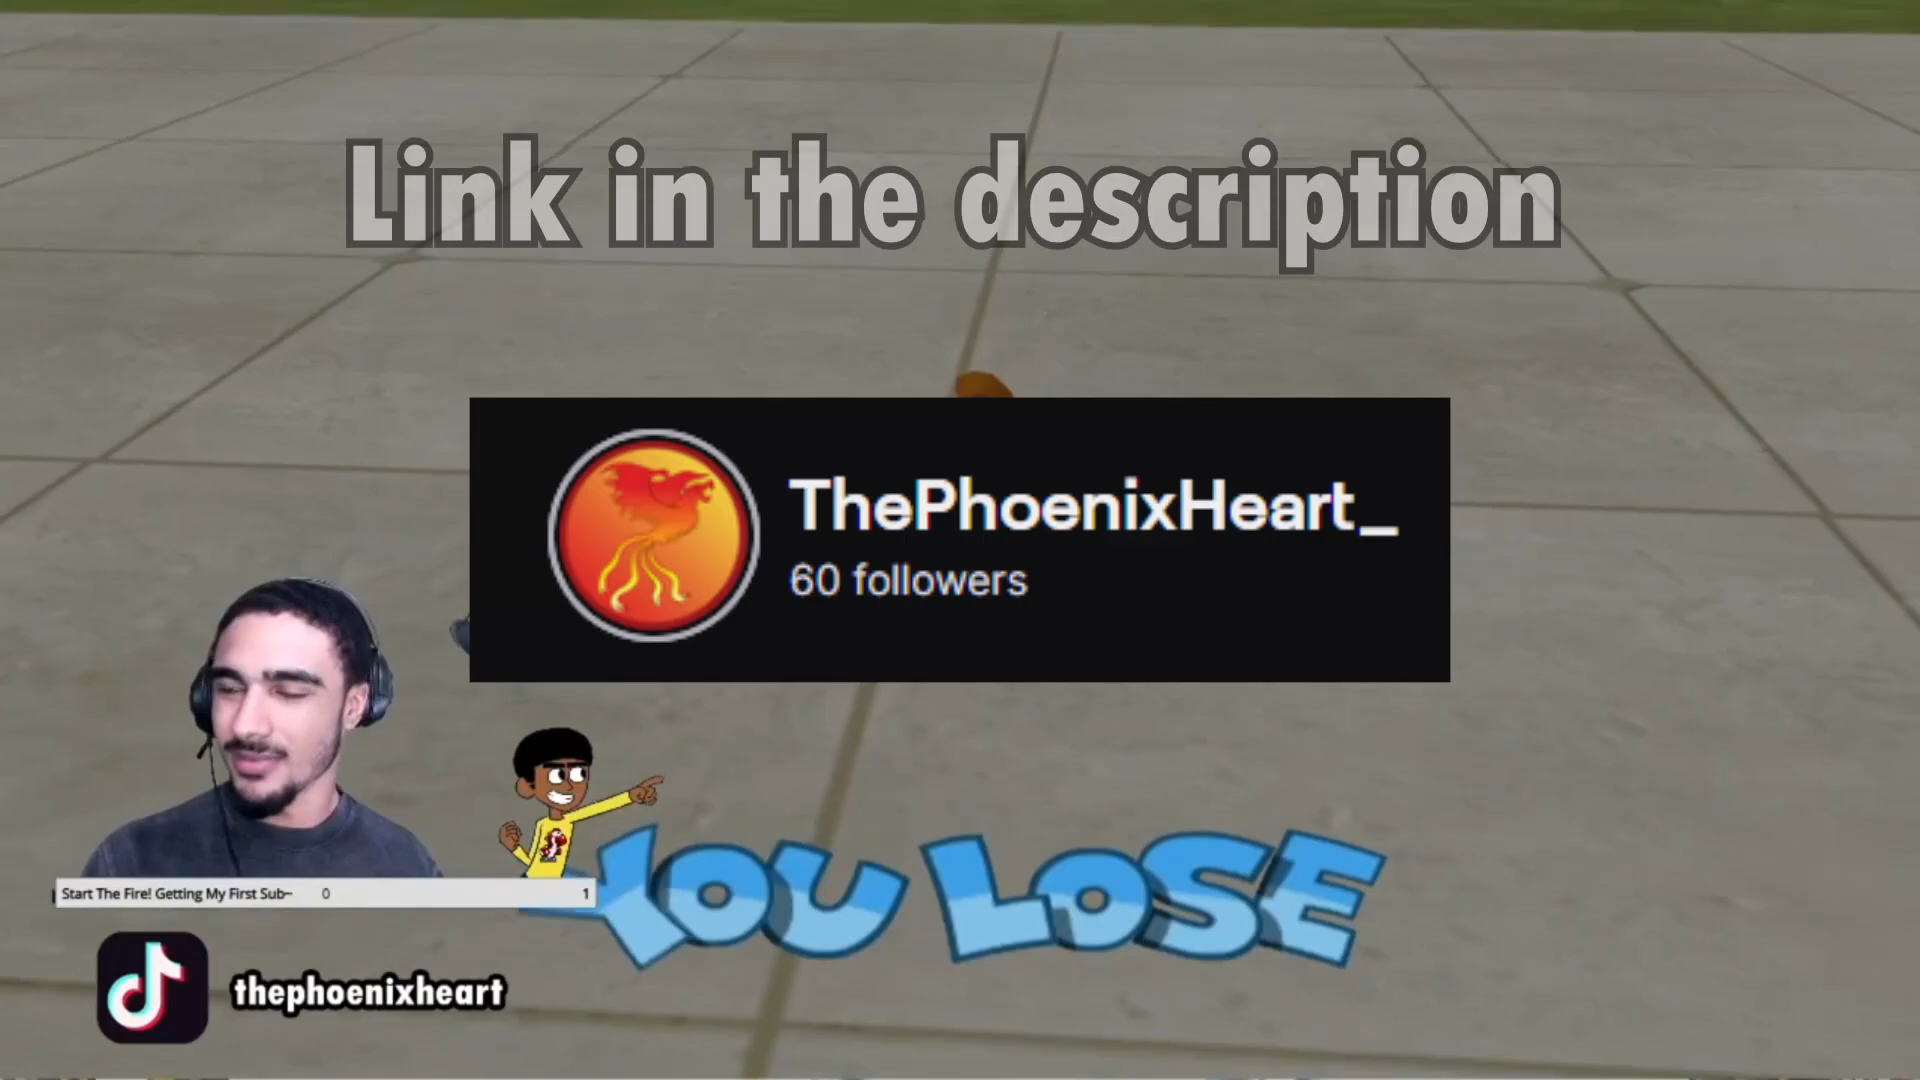 Link in the description
ThePhoenixHeart_
60 followers
YOU LOSE
Start The Fire! Getting My First Sub~ 0 1
thephoenixheart